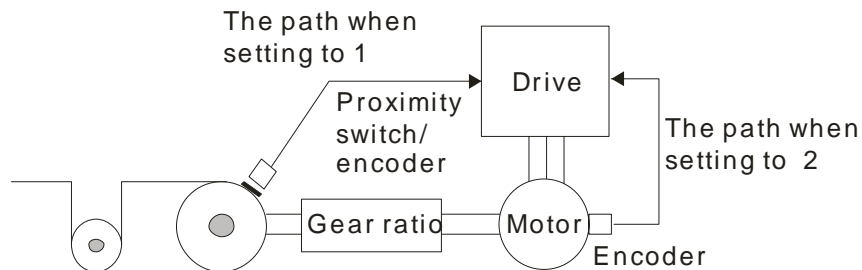 The path when
setting to 1
Drive
Proximity
switch/
encoder
The path when
setting to 2
Gear ratio
Motor
Encoder